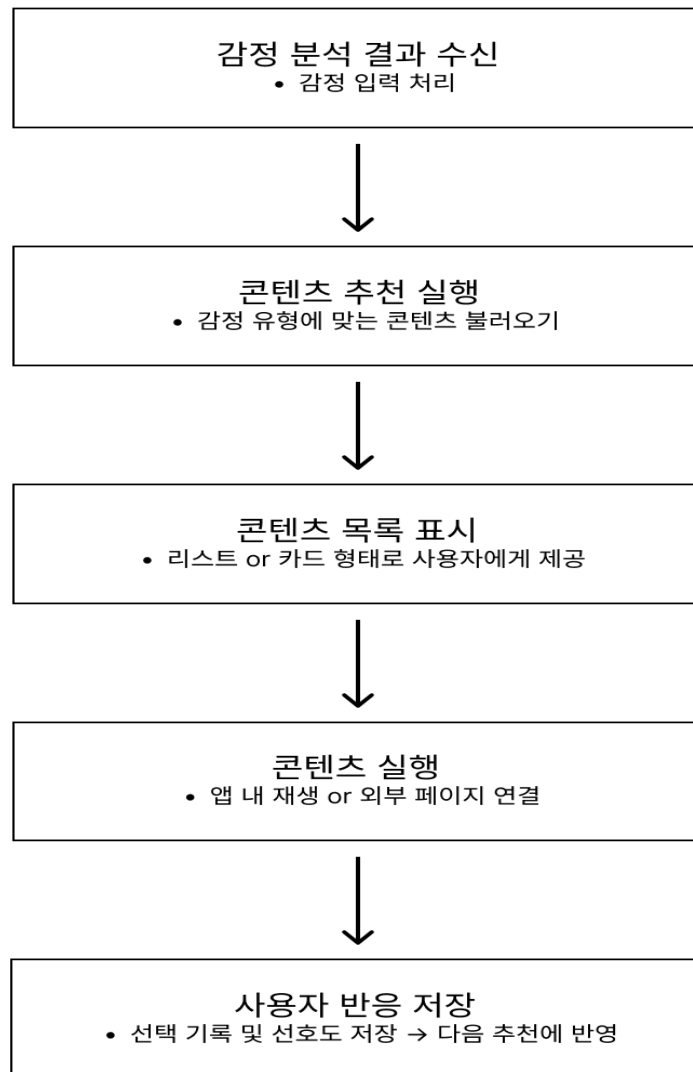 감정 분석 결과 수신
• 감정 입력 처리
콘텐츠 추천 실행
• 감정 유형에 맞는 콘텐츠 불러오기
콘텐츠 목록 표시
• 리스트 or 카드 형태로 사용자에게 제공
콘텐츠 실행
• 앱 내 재생 or 외부 페이지 연결
사용자 반응 저장
• 선택 기록 및 선호도 저장 → 다음 추천에 반영